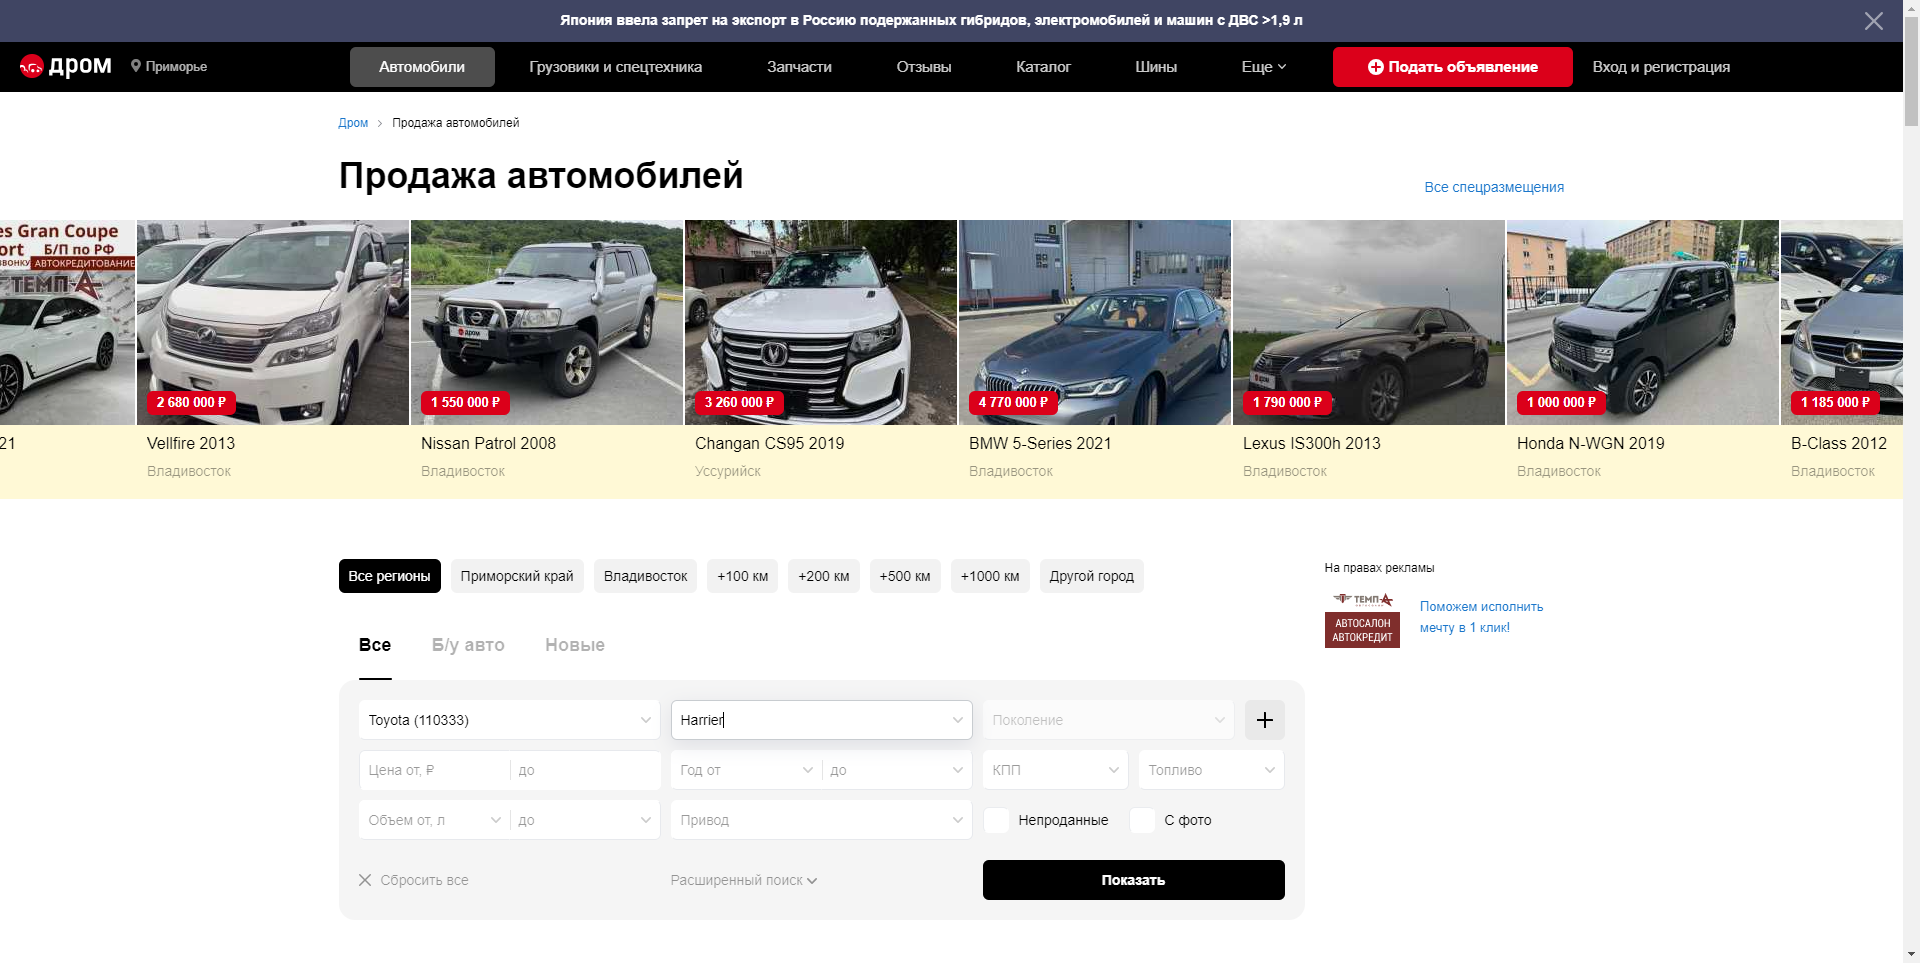 Япония ввела запрет на экспорт в Россию подержанных гибридов, электромобилей и машин с ДВС >1,9 л
дром
Приморье
Автомобили
Грузовики и спецтехника
Запчасти
Отзывы
Каталог
Шины
Еще
Подать объявление
Вход и регистрация
Дром > Продажа автомобилей
Продажа автомобилей
Все спецразмещения
es Gran Coupe
ort Б/П по РФ
ЗВОНКУ АВТОКРЕДИТОВАНИЕ
ТЕМП
2 680 000 ₽
1 550 000 ₽
3 260 000 ₽
4 770 000 ₽
1 790 000 ₽
1 000 000 ₽
1 185 000 ₽
21
Vellfire 2013
Nissan Patrol 2008
Changan CS95 2019
BMW 5-Series 2021
Lexus IS300h 2013
Honda N-WGN 2019
B-Class 2012
Владивосток
Владивосток
Уссурийск
Владивосток
Владивосток
Владивосток
Владивосток
Все регионы
Приморский край
Владивосток
+100 км
+200 км
+500 км
+1000 км
Другой город
На правах рекламы
ТЕМП-А
АВТОСАЛОН
АВТОКРЕДИТ
Поможем исполнить
мечту в 1 клик!
Все
Б/у авто
Новые
Toyota (110333)
Harrier
Поколение
Цена от, ₽
до
Год от
до
КПП
Топливо
Объем от, л
до
Привод
Непроданные
С фото
Сбросить все
Расширенный поиск
Показать